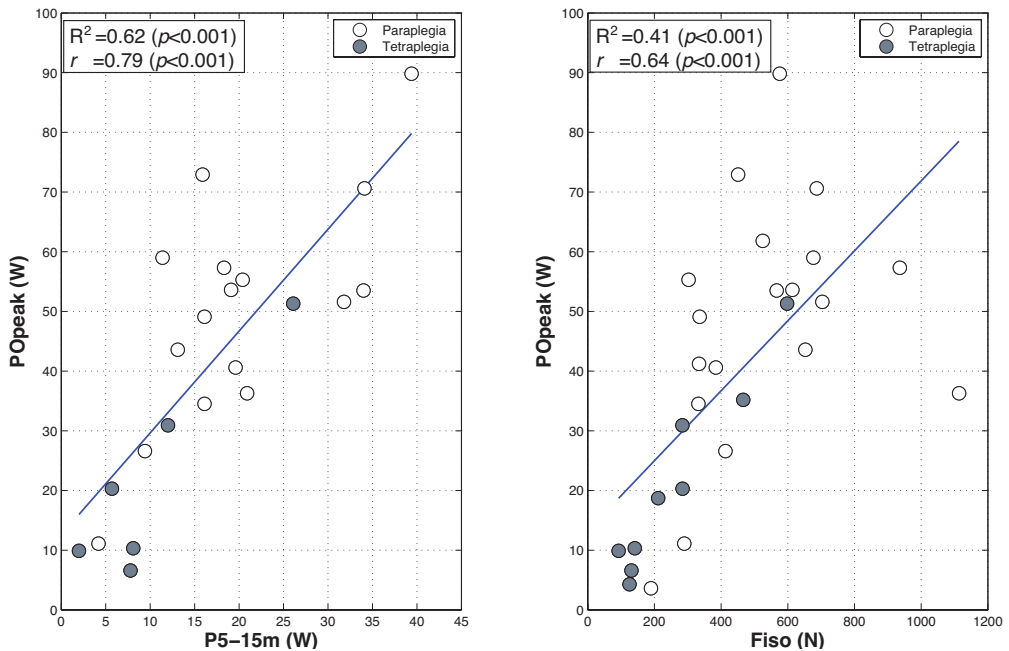 R²=0.62 (p<0.001)
r =0.79 (p<0.001)
Paraplegia
Tetraplegia
100
90
80
70
60
50
40
30
20
10
0
POpeak (W)
0 5 10 15 20 25 30 35 40 45
P5−15m (W)
R²=0.41 (p<0.001)
r =0.64 (p<0.001)
Paraplegia
Tetraplegia
100
90
80
70
60
50
40
30
20
10
0
POpeak (W)
0 200 400 600 800 1000 1200
Fiso (N)